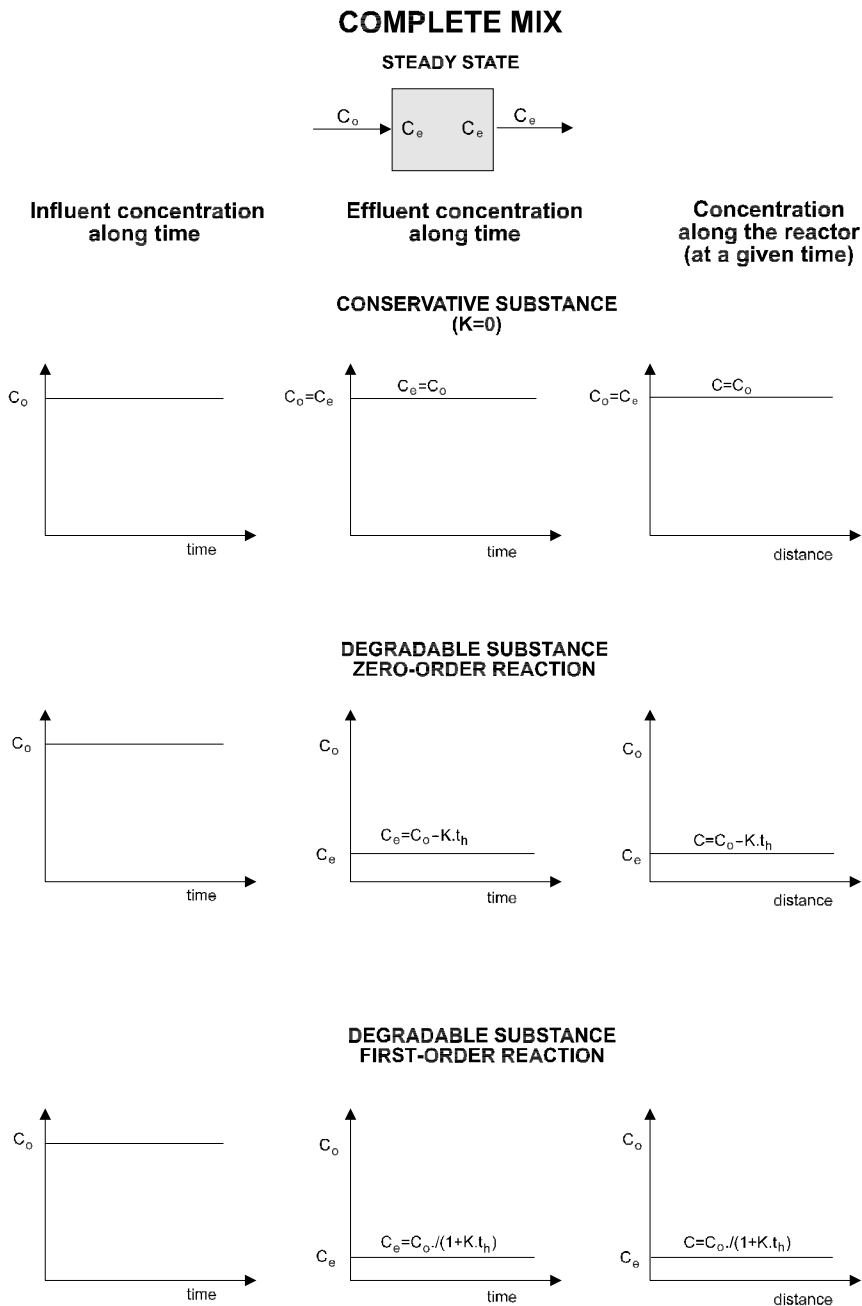 COMPLETE MIX
STEADY STATE
Co
Ce
Ce
Ce
Influent concentration
along time
Effluent concentration
along time
Concentration
along the reactor
(at a given time)
CONSERVATIVE SUBSTANCE
(K=0)
Co
time
Co=Ce
Ce=Co
time
Co=Ce
C=Co
distance
DEGRADABLE SUBSTANCE
ZERO-ORDER REACTION
Co
time
Co
Ce=Co–K.th
Ce
time
Co
C=Co–K.th
Ce
distance
DEGRADABLE SUBSTANCE
FIRST-ORDER REACTION
Co
time
Co
Ce=Co./(1+K.th)
Ce
time
Co
C=Co./(1+K.th)
Ce
distance